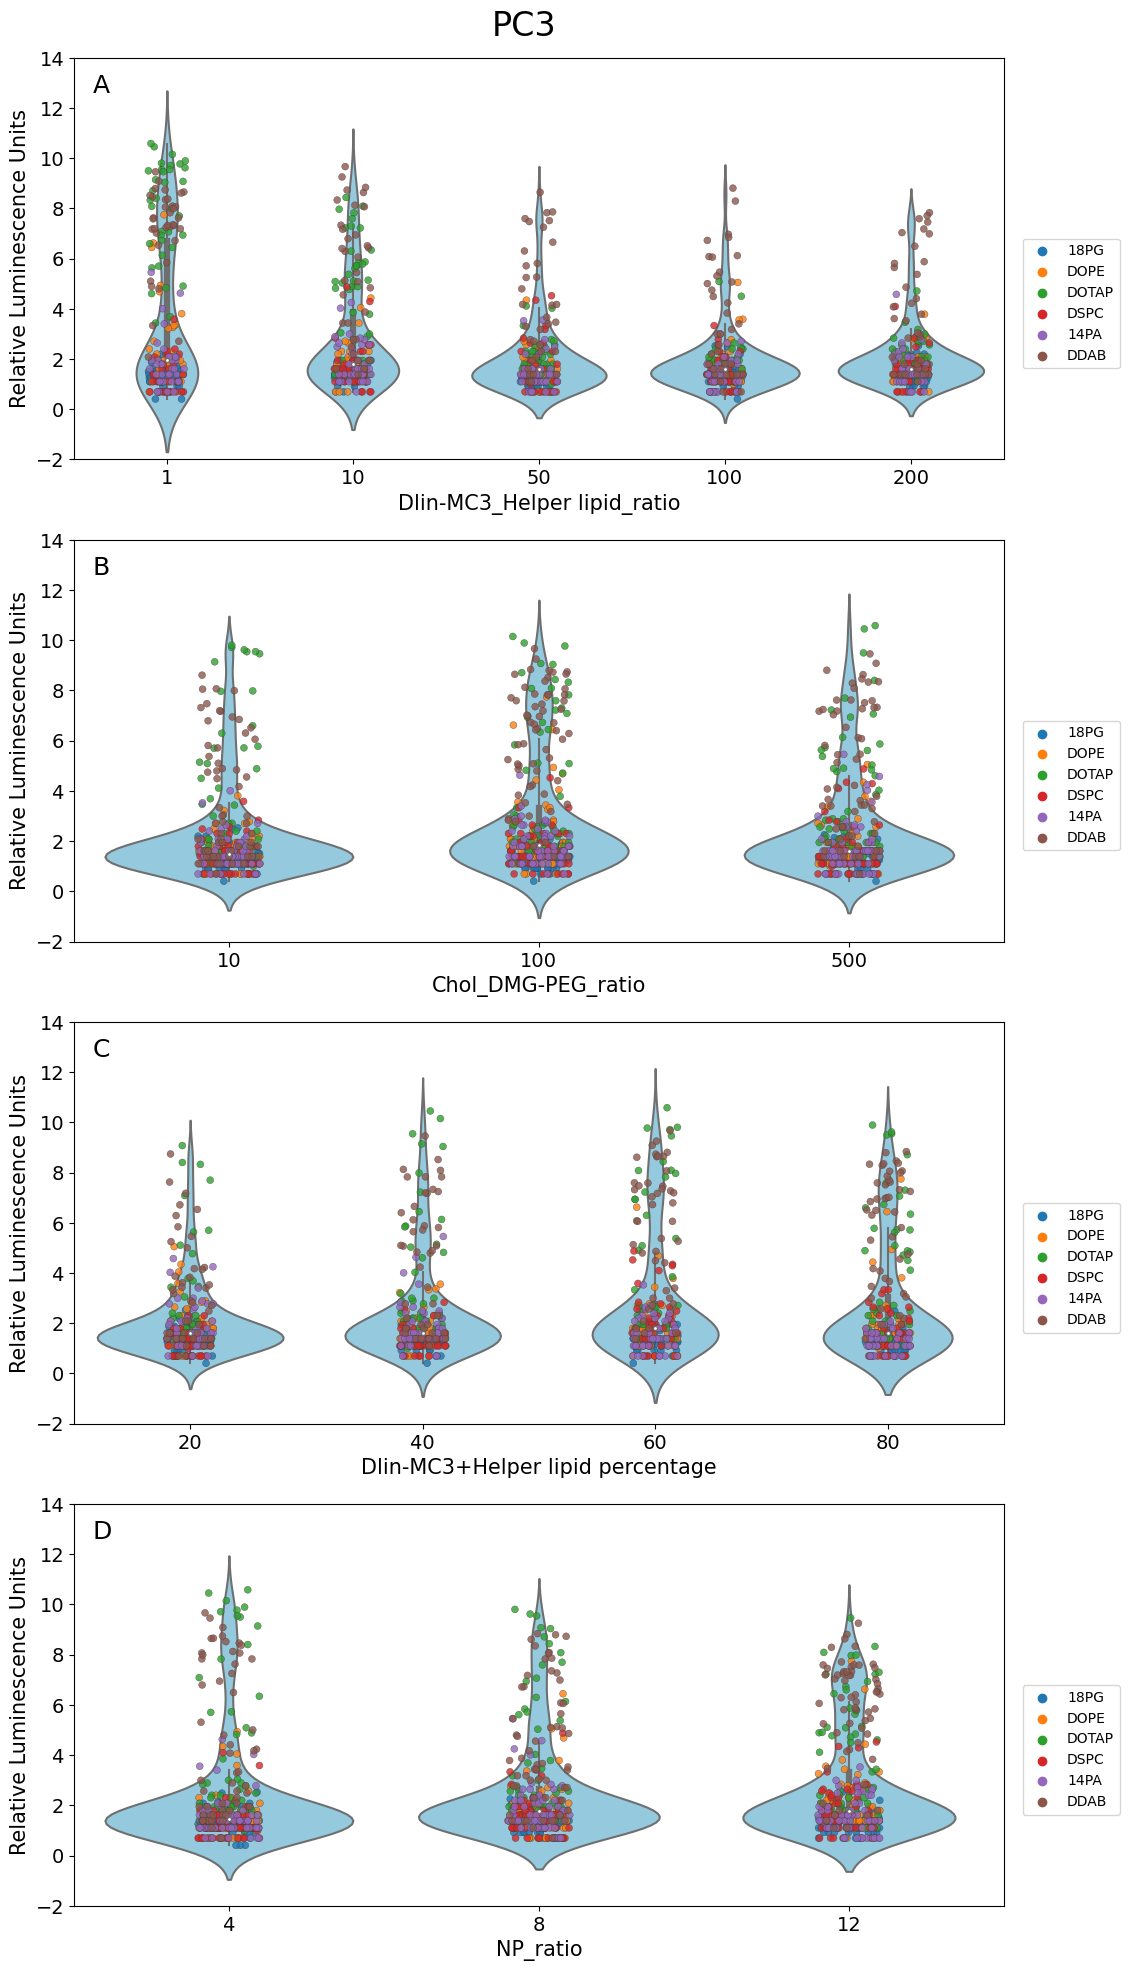 PC3
A
14
12
10
8
6
4
2
0
−2
Relative Luminescence Units
1 10 50 100 200
Dlin-MC3_Helper lipid_ratio
18PG
DOPE
DOTAP
DSPC
14PA
DDAB
B
14
12
10
8
6
4
2
0
−2
Relative Luminescence Units
10 100 500
Chol_DMG-PEG_ratio
18PG
DOPE
DOTAP
DSPC
14PA
DDAB
C
14
12
10
8
6
4
2
0
−2
Relative Luminescence Units
20 40 60 80
Dlin-MC3+Helper lipid percentage
18PG
DOPE
DOTAP
DSPC
14PA
DDAB
D
14
12
10
8
6
4
2
0
−2
Relative Luminescence Units
4 8 12
NP_ratio
18PG
DOPE
DOTAP
DSPC
14PA
DDAB